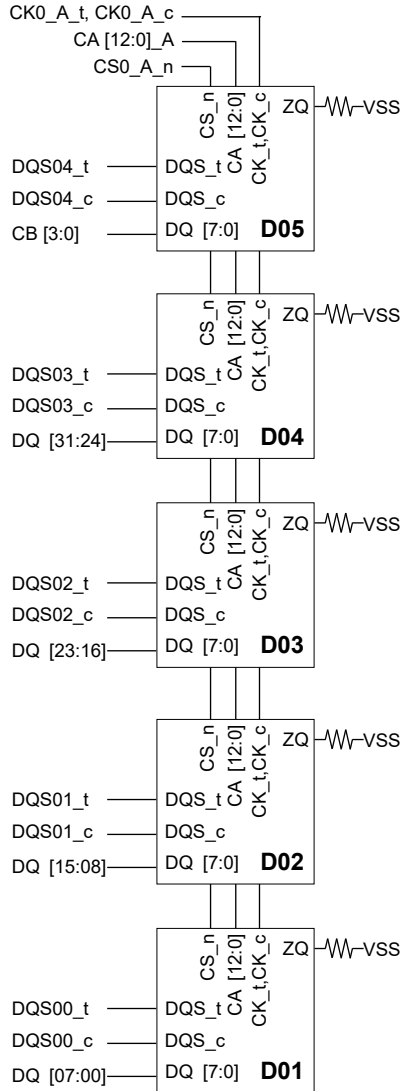 CK0_A_t, CK0_A_c
CA [12:0]_A
CS0_A_n
CS_n
CA [12:0]
CK_t,CK_c
ZQ
VSS
DQS04_t
DQS_t
DQS04_c
DQS_c
CB [3:0]
DQ [7:0]
D05
CS_n
CA [12:0]
CK_t,CK_c
ZQ
VSS
DQS03_t
DQS_t
DQS03_c
DQS_c
DQ [31:24]
DQ [7:0]
D04
CS_n
CA [12:0]
CK_t,CK_c
ZQ
VSS
DQS02_t
DQS_t
DQS02_c
DQS_c
DQ [23:16]
DQ [7:0]
D03
CS_n
CA [12:0]
CK_t,CK_c
ZQ
VSS
DQS01_t
DQS_t
DQS01_c
DQS_c
DQ [15:08]
DQ [7:0]
D02
CS_n
CA [12:0]
CK_t,CK_c
ZQ
VSS
DQS00_t
DQS_t
DQS00_c
DQS_c
DQ [07:00]
DQ [7:0]
D01